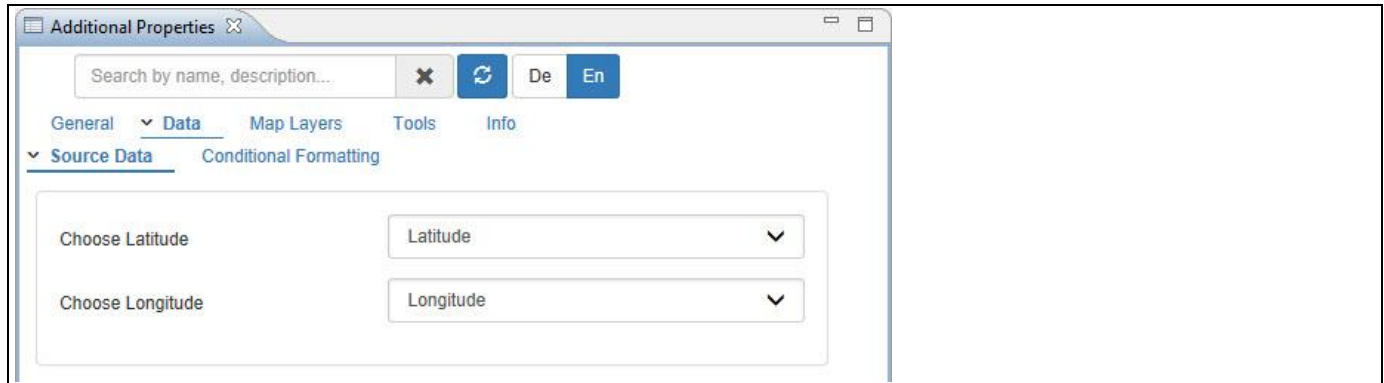 Additional Properties
Search by name, description...
De
En
General Data Map Layers Tools Info
Source Data Conditional Formatting
Choose Latitude Latitude
Choose Longitude Longitude